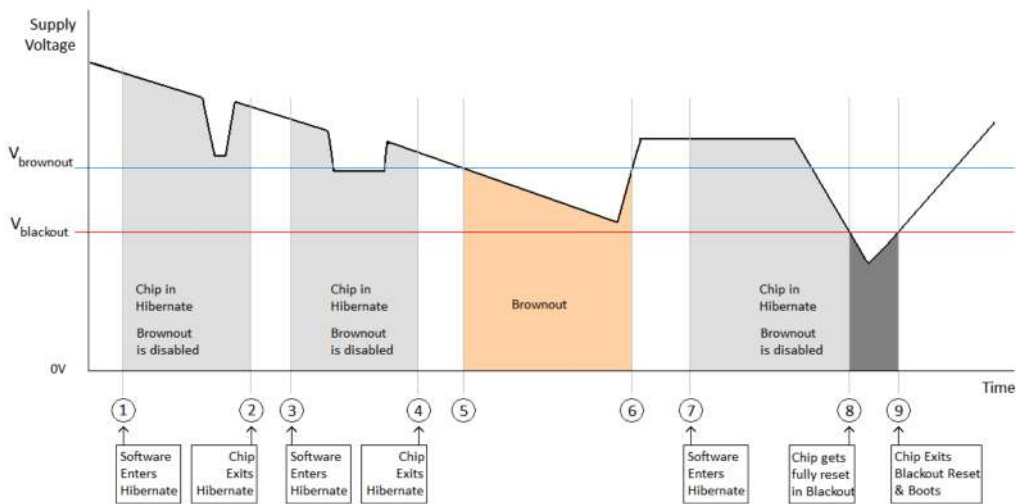 Supply
Voltage
Vbrownout
Vblackout
0V
Chip in
Hibernate
Brownout
is disabled
Chip in
Hibernate
Brownout
is disabled
Brownout
Chip in
Hibernate
Brownout
is disabled
Time
1
2
3
4
5
6
7
8
9
Software
Enters
Hibernate
Chip
Exits
Hibernate
Software
Enters
Hibernate
Chip
Exits
Hibernate
Software
Enters
Hibernate
Chip gets
fully reset
in Blackout
Chip Exits
Blackout Reset
& Boots